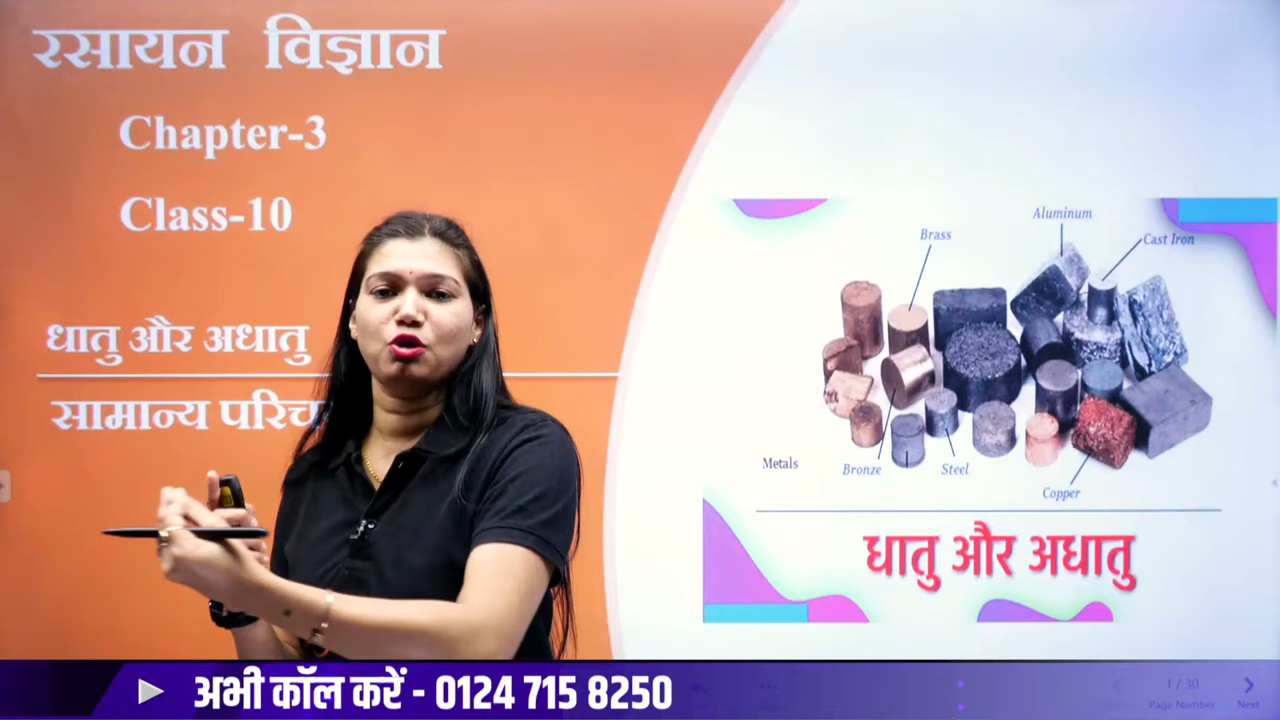 रसायन विज्ञान
Chapter-3
Class-10
धातु और अधातु
सामान्य
Aluminum
Brass
Cast Iron
Metals
Bronze
Steel
Copper
धातु और अधातु
अभी कॉल करें - 0124 715 8250
1 / 30
Page Number
Next